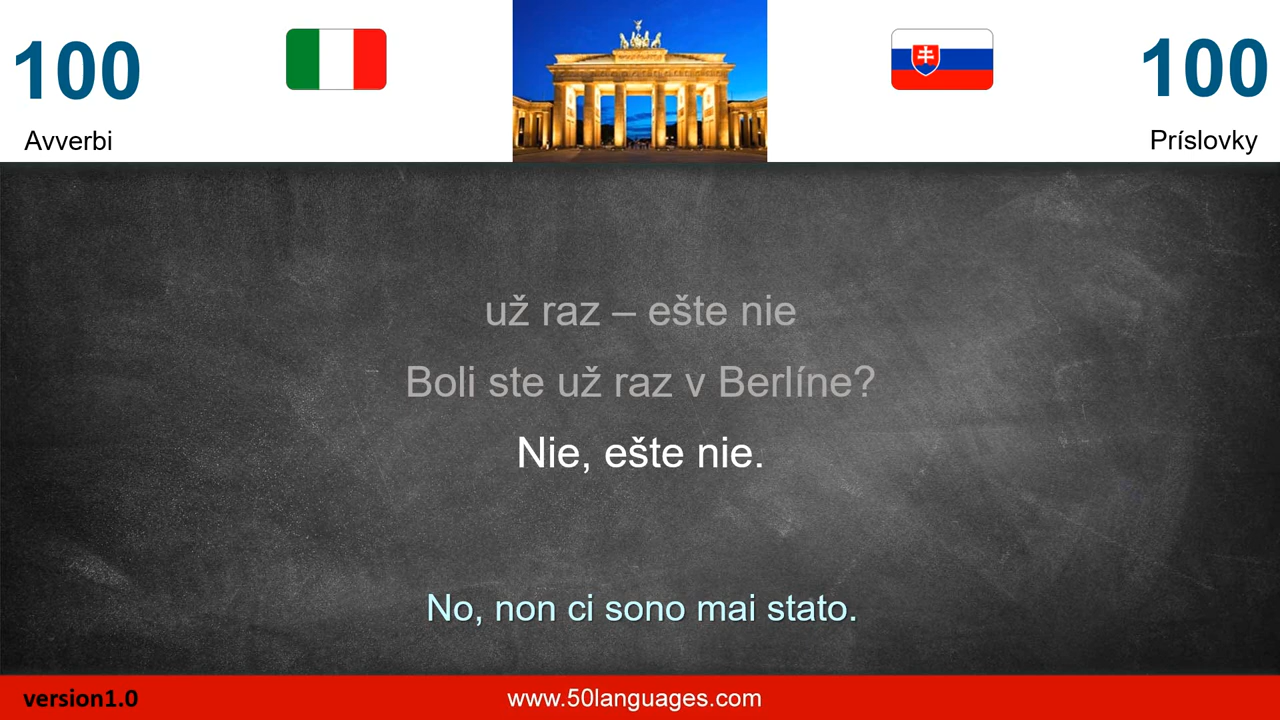 100
100
Avverbi
Príslovky
už raz – ešte nie
Boli ste už raz v Berlíne?
Nie, ešte nie.
No, non ci sono mai stato.
version1.0
www.50languages.com